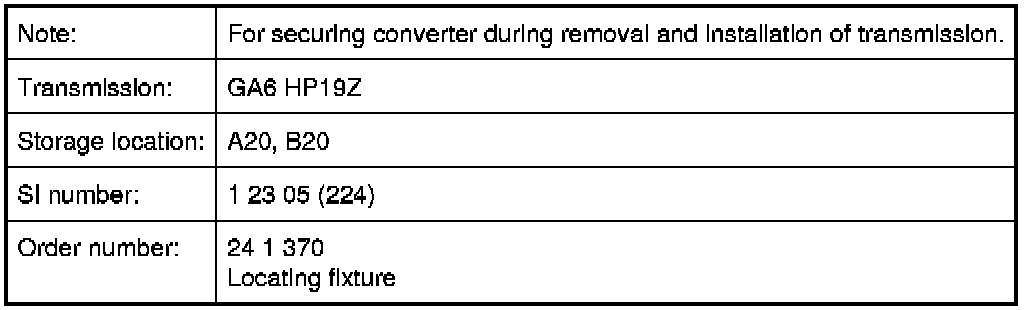 Note: For securing converter during removal and installation of transmission.
Transmission: GA6 HP19Z
Storage location: A20, B20
SI number: 1 23 05 (224)
Order number: 24 1 370
Locating fixture